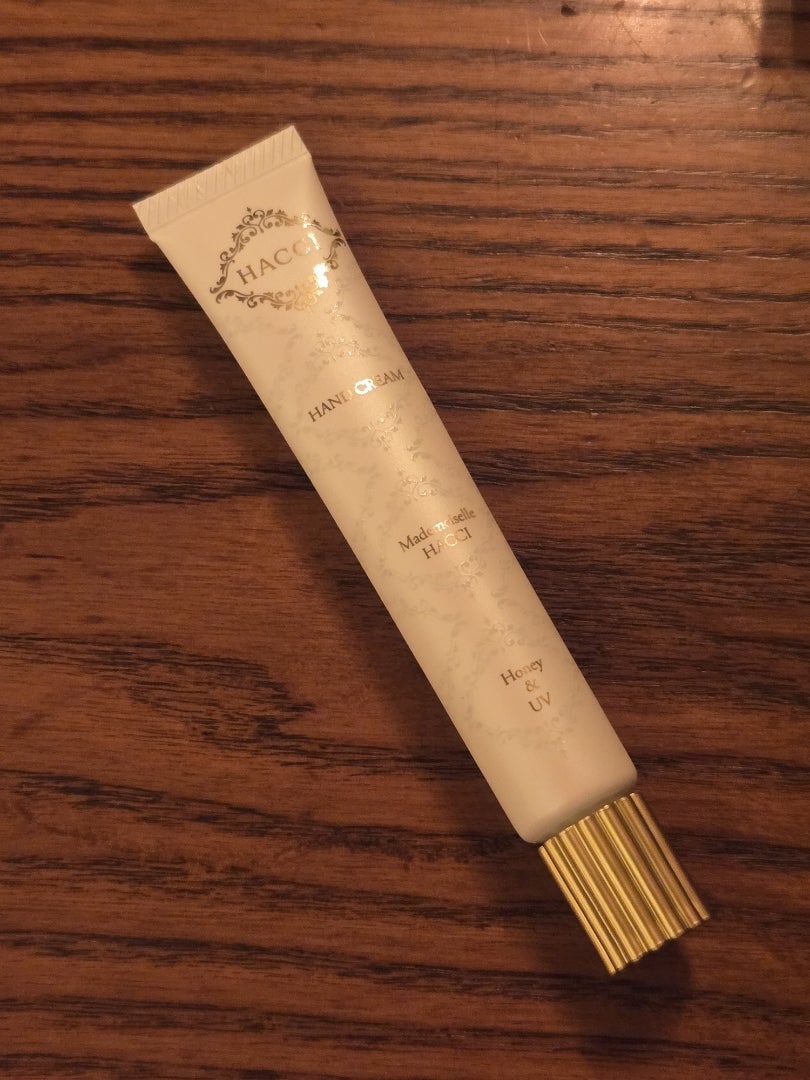 HACCI
HAND CREAM
Mademoiselle
HACCI
Honey
&
UV